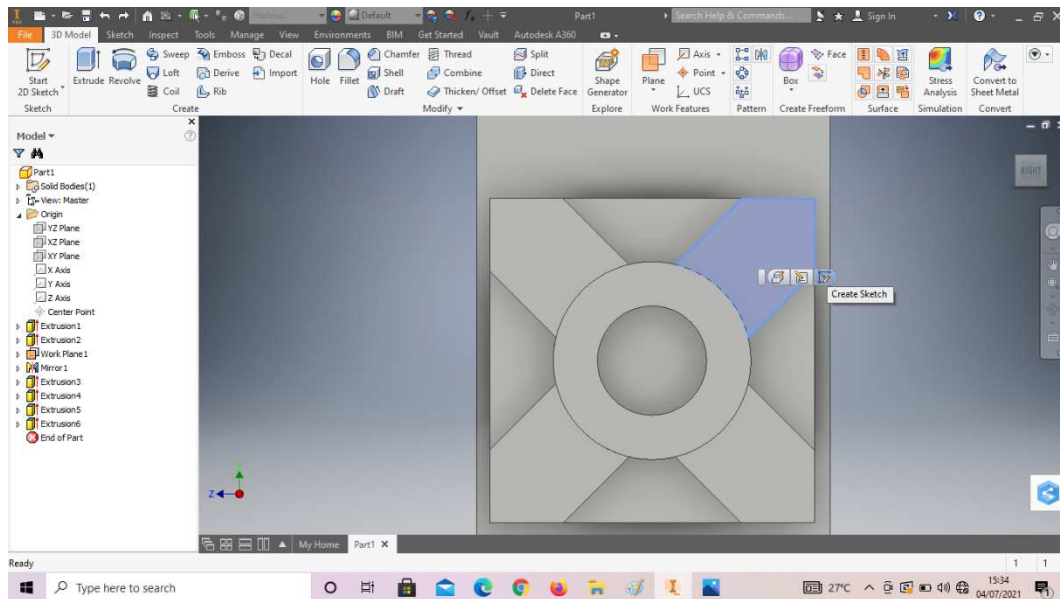 Material Default Part1 Search Help & Commands... Sign In
File 3D Model Sketch Inspect Tools Manage View Environments BIM Get Started Vault Autodesk A360
Start 2D Sketch Extrude Revolve Sweep Emboss Decal Loft Derive Import Coil Rib
Hole Fillet Chamfer Thread Split Shell Combine Direct Draft Thicken/ Offset Delete Face
Shape Generator Plane Axis Point UCS Box Face Stress Analysis Convert to Sheet Metal
Sketch Create Modify Explore Work Features Pattern Create Freeform Surface Simulation Convert
Model
Part1
Solid Bodies(1)
View: Master
Origin
YZ Plane
XZ Plane
XY Plane
X Axis
Y Axis
Z Axis
Center Point
Extrusion1
Extrusion2
Work Plane1
Mirror1
Extrusion3
Extrusion4
Extrusion5
Extrusion6
End of Part
RIGHT
Create Sketch
Y
Z
My Home Part1
Ready 1 1
Type here to search 27°C 15:34
04/07/2021